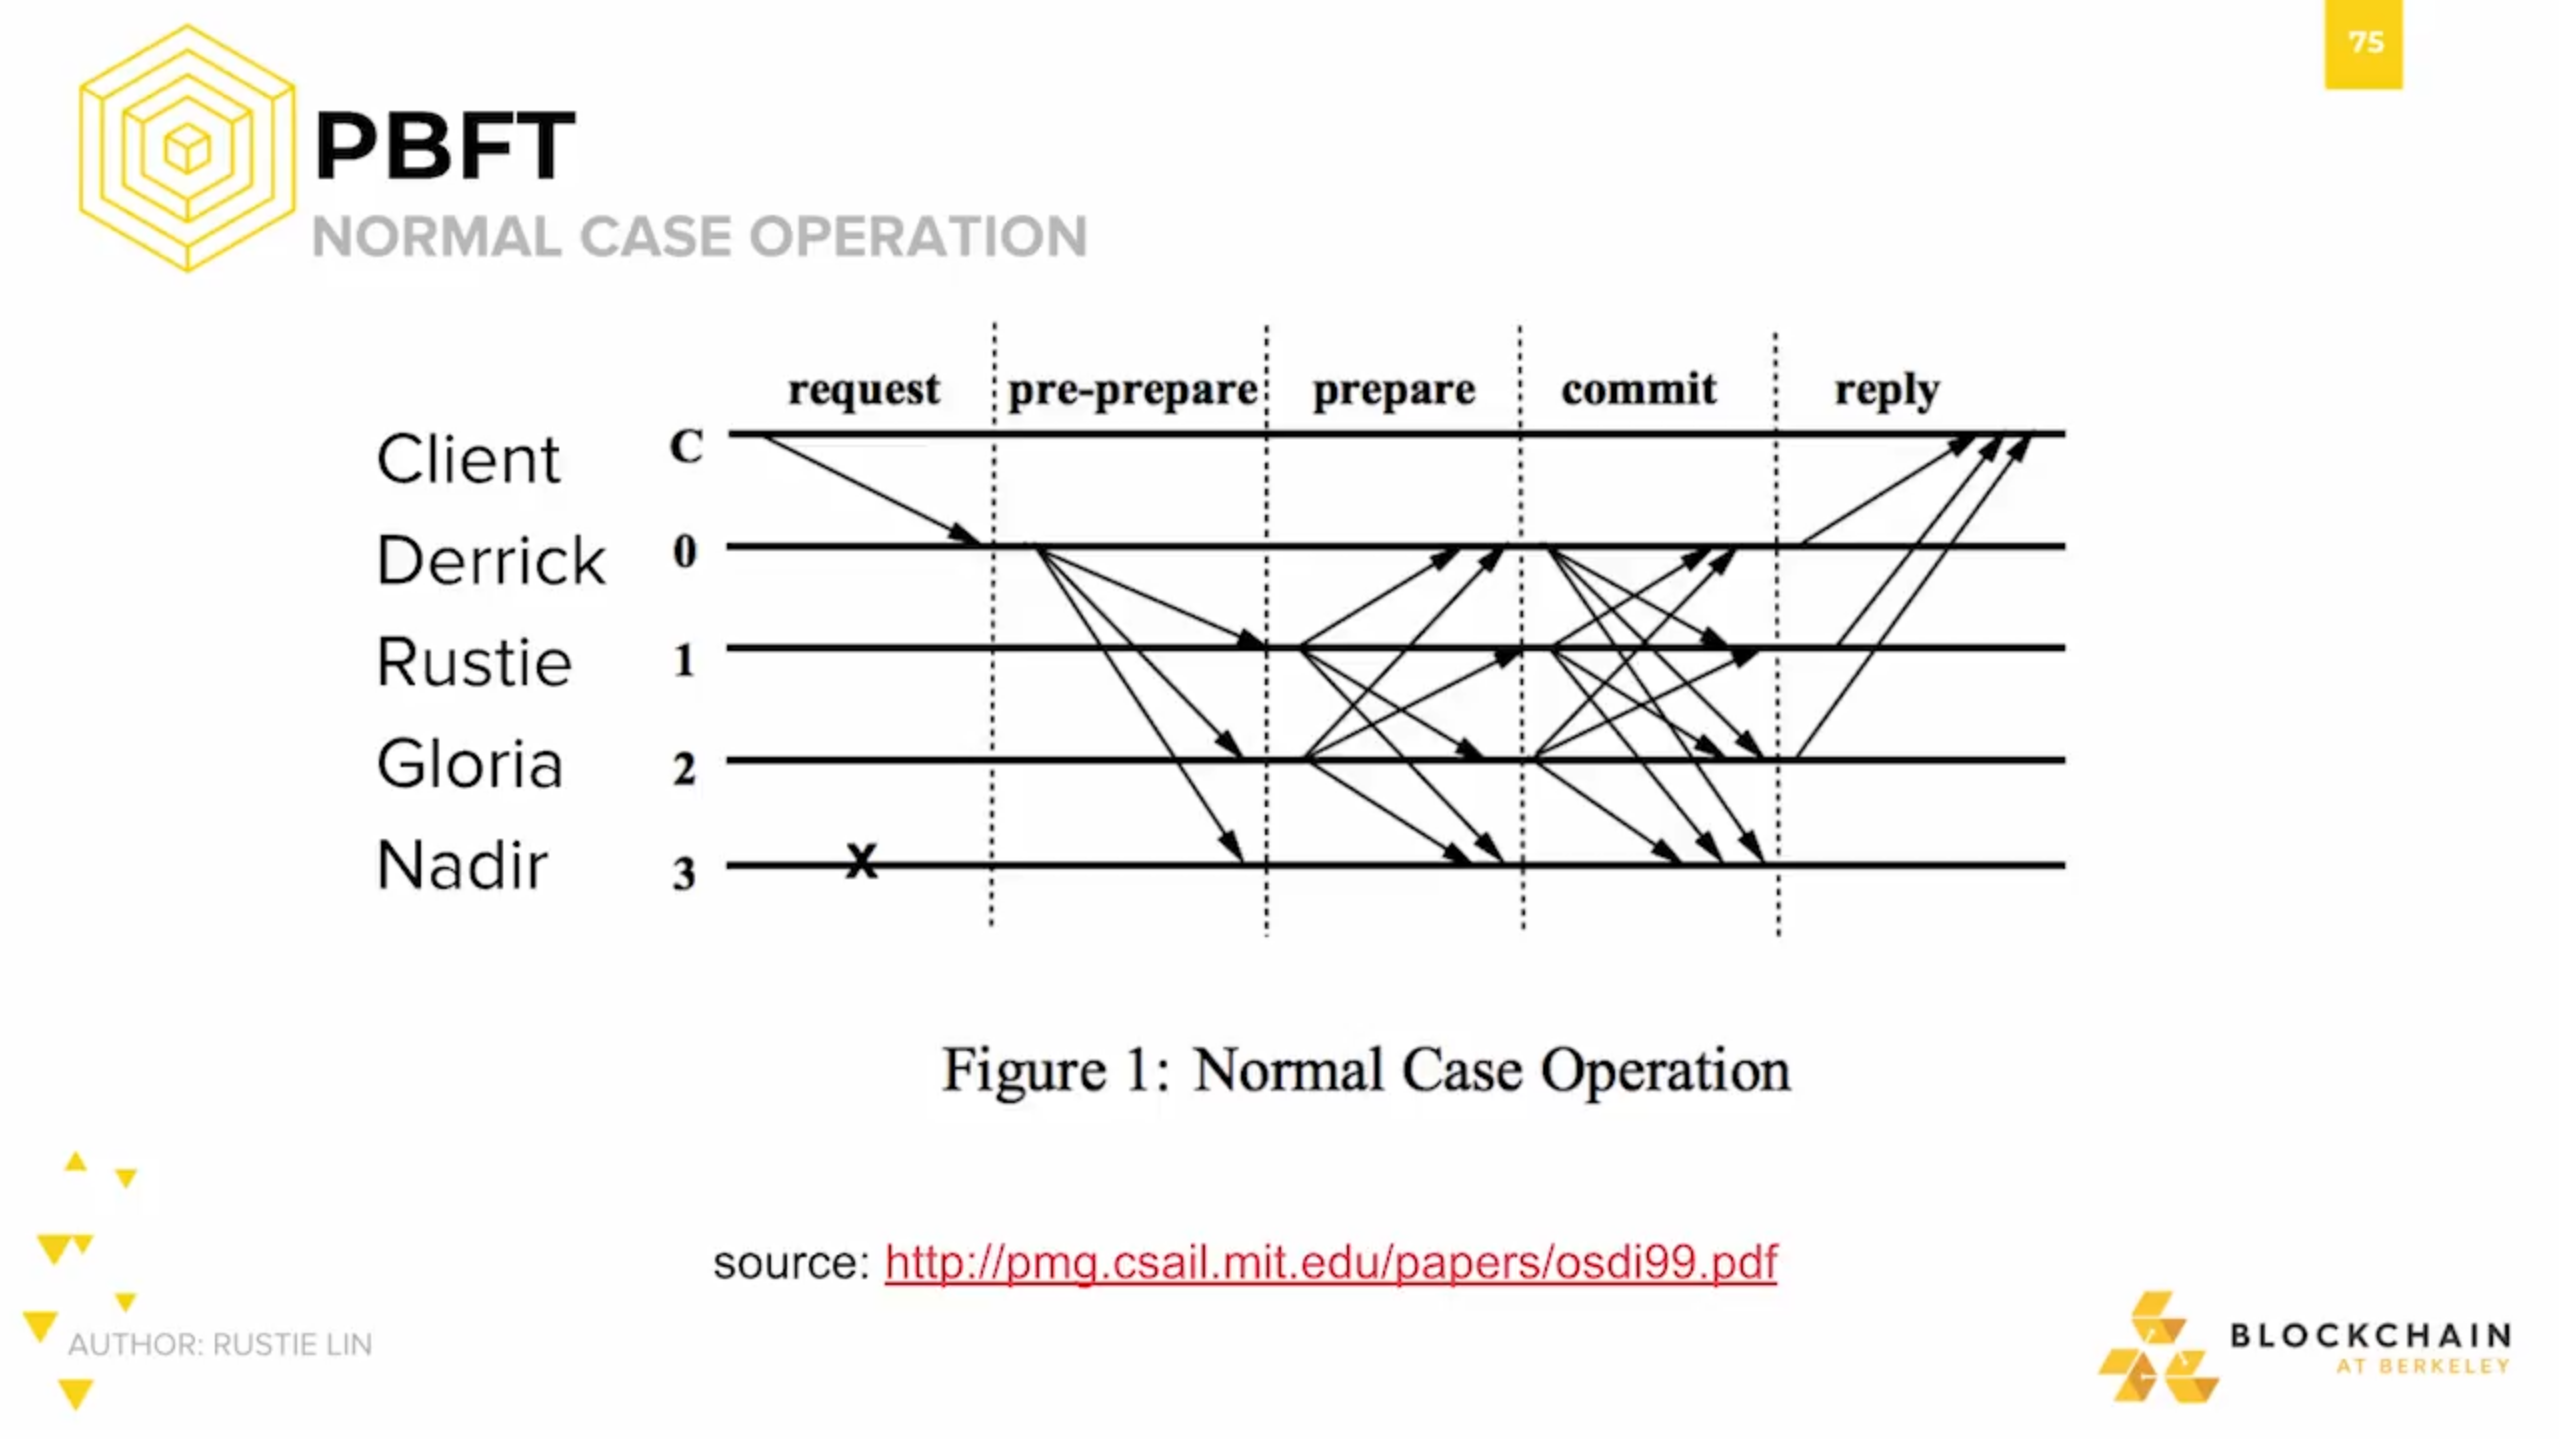 75
PBFT
NORMAL CASE OPERATION
request pre-prepare prepare commit reply
Client C
Derrick 0
Rustie 1
Gloria 2
Nadir 3
X
Figure 1: Normal Case Operation
source: http://pmg.csail.mit.edu/papers/osdi99.pdf
AUTHOR: RUSTIE LIN
BLOCKCHAIN
AT BERKELEY